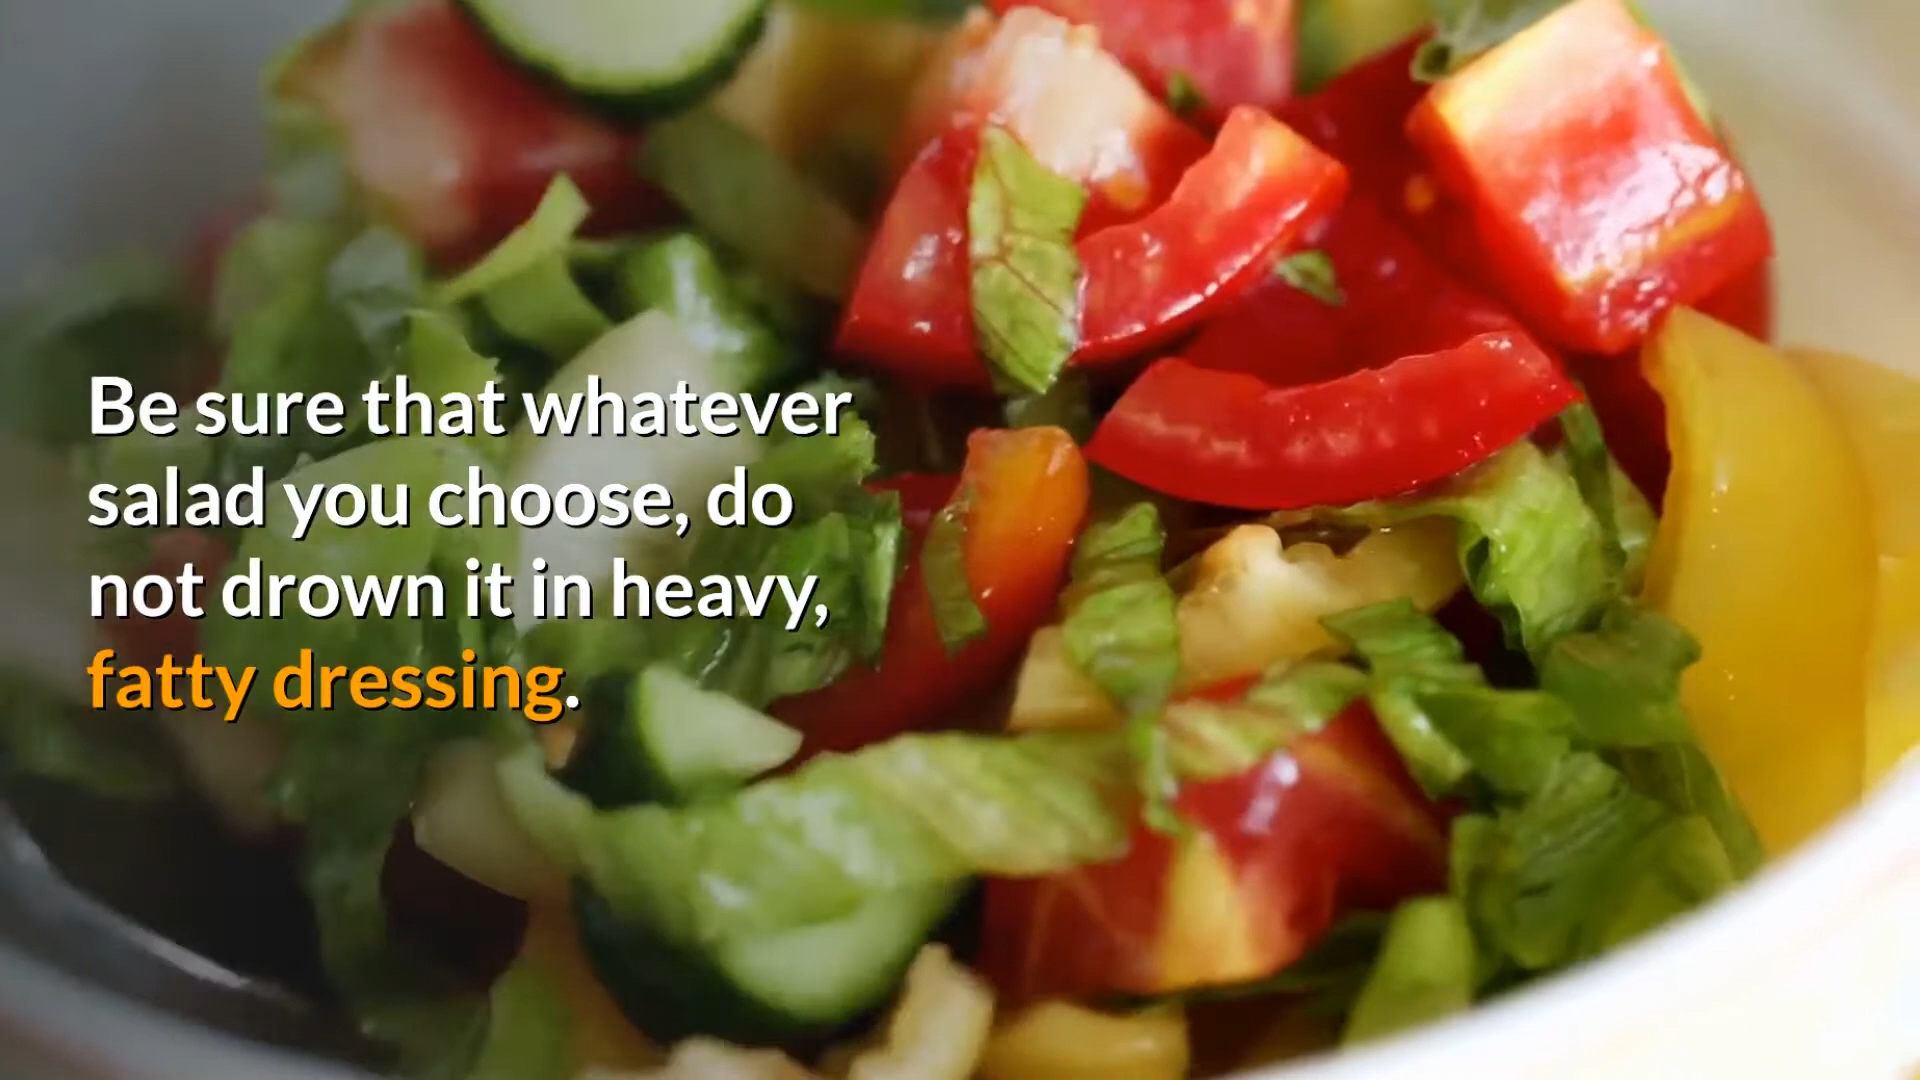 Be sure that whatever
salad you choose, do
not drown it in heavy,
fatty dressing.